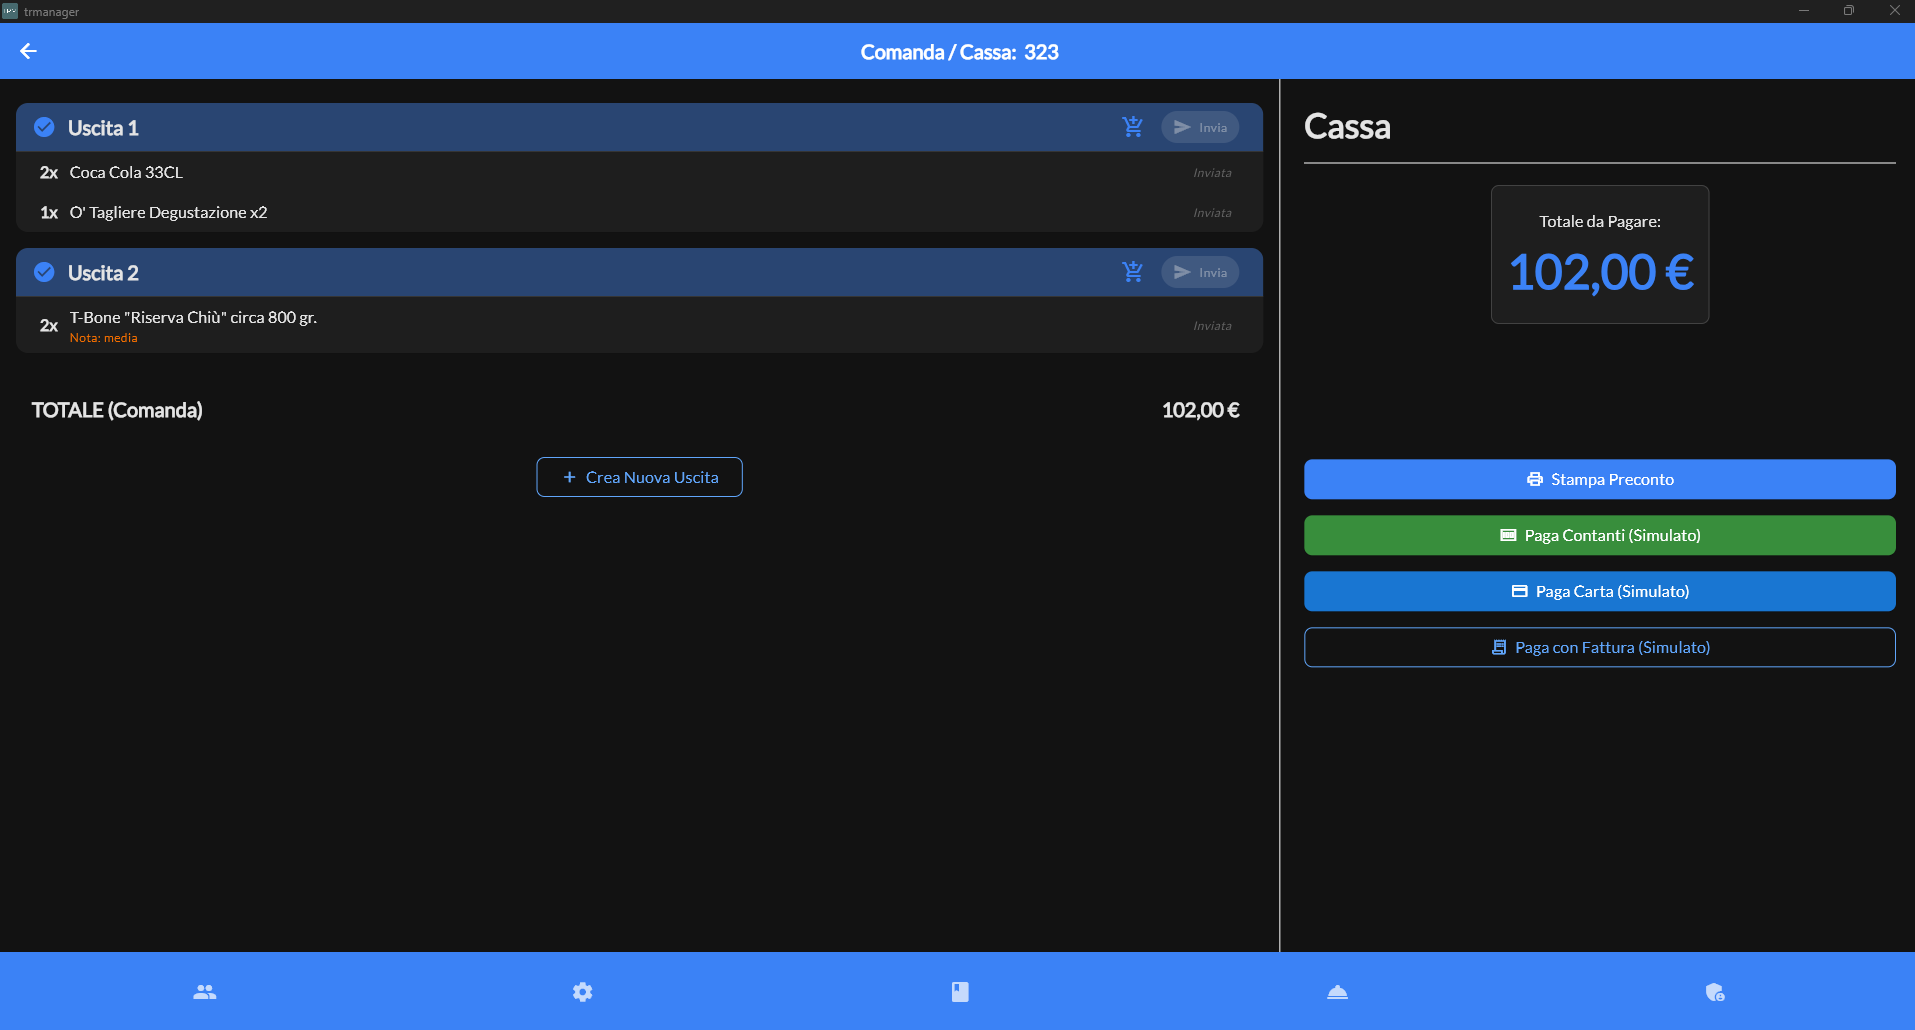 trmanager
Comanda / Cassa: 323
Uscita 1
Invia
2x Coca Cola 33CL
Inviata
1x O' Tagliere Degustazione x2
Inviata
Uscita 2
Invia
2x T-Bone "Riserva Chiù" circa 800 gr.
Nota: media
Inviata
TOTALE (Comanda)
102,00 €
+ Crea Nuova Uscita
Cassa
Totale da Pagare:
102,00 €
Stampa Preconto
Paga Contanti (Simulato)
Paga Carta (Simulato)
Paga con Fattura (Simulato)